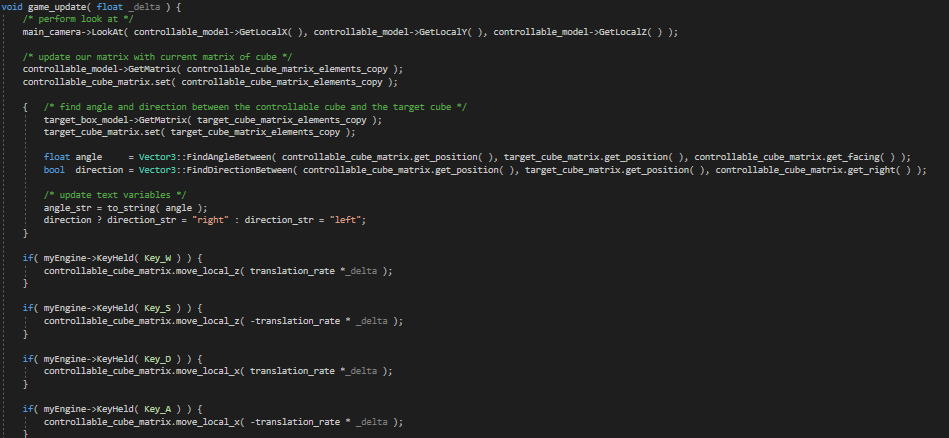 void game_update( float _delta ) {
/* perform look at */
main_camera->LookAt( controllable_model->GetLocalX( ), controllable_model->GetLocalY( ), controllable_model->GetLocalZ( ) );
/* update our matrix with current matrix of cube */
controllable_model->GetMatrix( controllable_cube_matrix_elements_copy );
controllable_cube_matrix.set( controllable_cube_matrix_elements_copy );
{ /* find angle and direction between the controllable cube and the target cube */
target_box_model->GetMatrix( target_cube_matrix_elements_copy );
target_cube_matrix.set( target_cube_matrix_elements_copy );
float angle = Vector3::FindAngleBetween( controllable_cube_matrix.get_position( ), target_cube_matrix.get_position( ), controllable_cube_matrix.get_facing( ) );
bool direction = Vector3::FindDirectionBetween( controllable_cube_matrix.get_position( ), target_cube_matrix.get_position( ), controllable_cube_matrix.get_right( ) );
/* update text variables */
angle_str = to_string( angle );
direction ? direction_str = "right" : direction_str = "left";
}
if( myEngine->KeyHeld( Key_W ) ) {
controllable_cube_matrix.move_local_z( translation_rate *_delta );
}
if( myEngine->KeyHeld( Key_S ) ) {
controllable_cube_matrix.move_local_z( -translation_rate * _delta );
}
if( myEngine->KeyHeld( Key_D ) ) {
controllable_cube_matrix.move_local_x( translation_rate *_delta );
}
if( myEngine->KeyHeld( Key_A ) ) {
controllable_cube_matrix.move_local_x( -translation_rate * _delta );
}